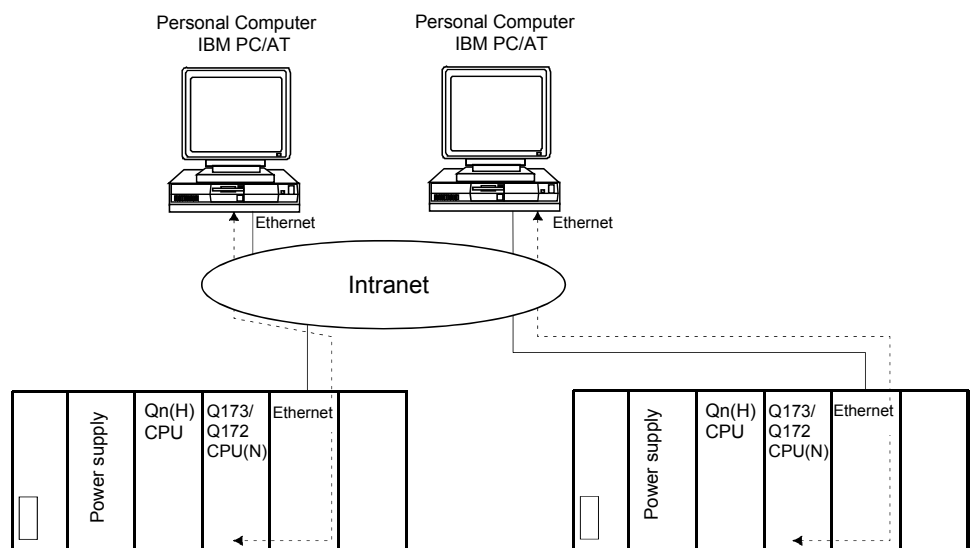 Personal Computer
IBM PC/AT
Personal Computer
IBM PC/AT
Ethernet
Ethernet
Intranet
Power supply
Qn(H)
CPU
Q173/
Q172
CPU(N)
Ethernet
Power supply
Qn(H)
CPU
Q173/
Q172
CPU(N)
Ethernet